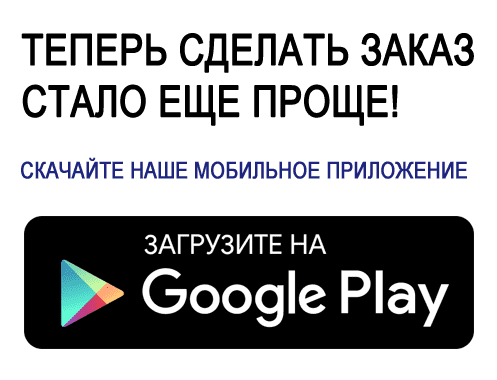 ТЕПЕРЬ СДЕЛАТЬ ЗАКАЗ
СТАЛО ЕЩЕ ПРОЩЕ!
СКАЧАЙТЕ НАШЕ МОБИЛЬНОЕ ПРИЛОЖЕНИЕ
ЗАГРУЗИТЕ НА
Google Play